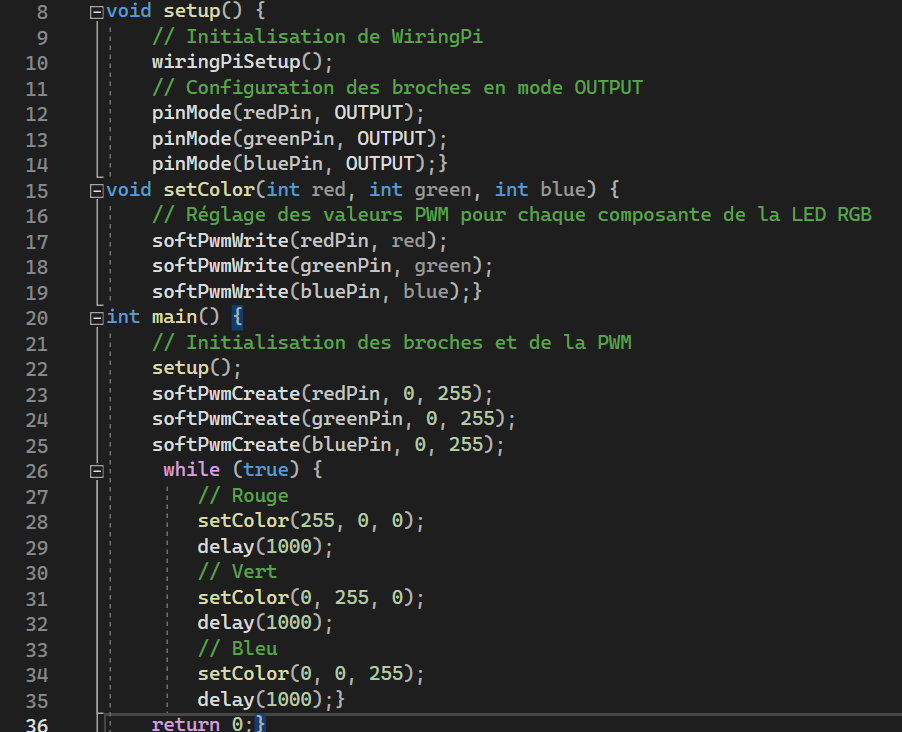 8 void setup() {
9 // Initialisation de WiringPi
10 wiringPiSetup();
11 // Configuration des broches en mode OUTPUT
12 pinMode(redPin, OUTPUT);
13 pinMode(greenPin, OUTPUT);
14 pinMode(bluePin, OUTPUT);}
15 void setColor(int red, int green, int blue) {
16 // Réglage des valeurs PWM pour chaque composante de la LED RGB
17 softPwmWrite(redPin, red);
18 softPwmWrite(greenPin, green);
19 softPwmWrite(bluePin, blue);}
20 int main() {
21 // Initialisation des broches et de la PWM
22 setup();
23 softPwmCreate(redPin, 0, 255);
24 softPwmCreate(greenPin, 0, 255);
25 softPwmCreate(bluePin, 0, 255);
26 while (true) {
27 // Rouge
28 setColor(255, 0, 0);
29 delay(1000);
30 // Vert
31 setColor(0, 255, 0);
32 delay(1000);
33 // Bleu
34 setColor(0, 0, 255);
35 delay(1000);}
36 return 0;}